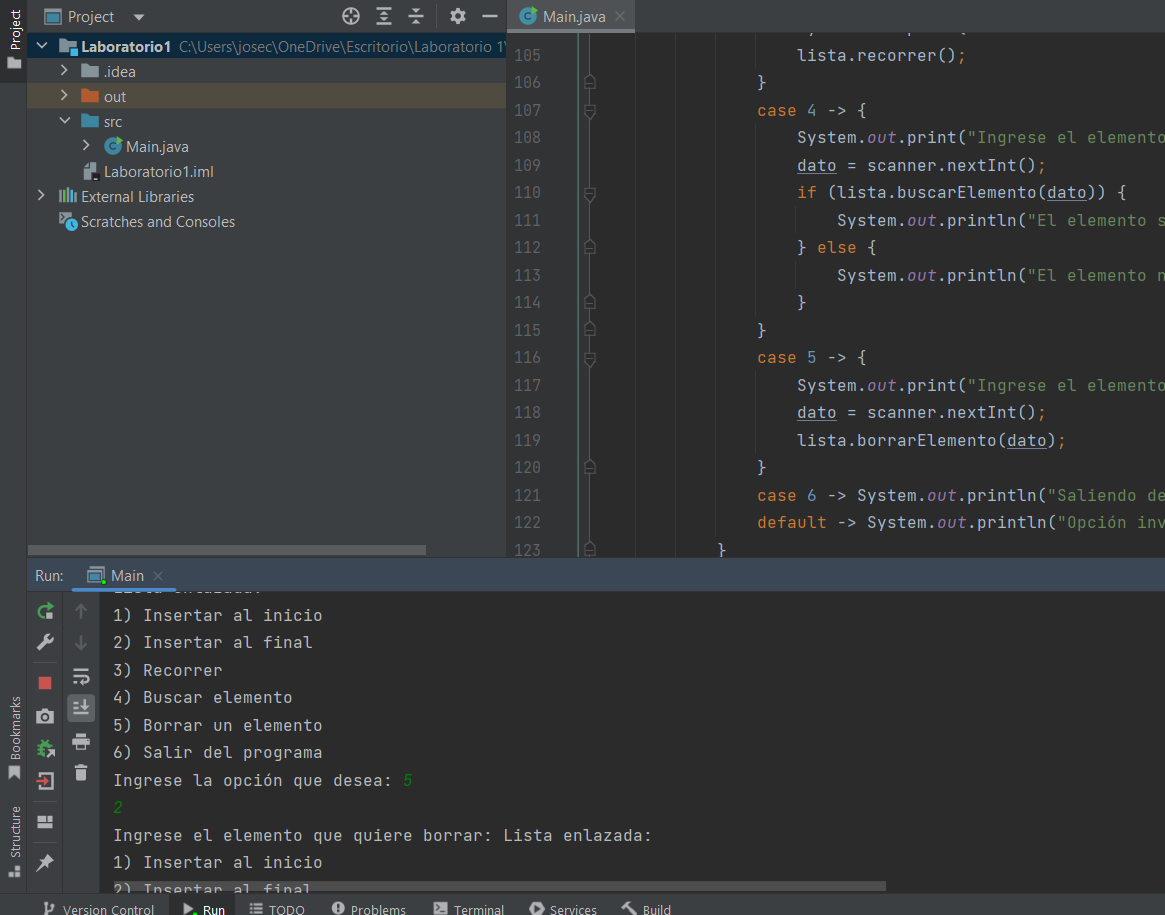 Project
Project
Main.java
Laboratorio1 C:\Users\josec\OneDrive\Escritorio\Laboratorio 1\
.idea
out
src
Main.java
Laboratorio1.iml
External Libraries
Scratches and Consoles
105 lista.recorrer();
106 }
107 case 4 -> {
108 System.out.print("Ingrese el elemento
109 dato = scanner.nextInt();
110 if (lista.buscarElemento(dato)) {
111 System.out.println("El elemento s
112 } else {
113 System.out.println("El elemento n
114 }
115 }
116 case 5 -> {
117 System.out.print("Ingrese el elemento
118 dato = scanner.nextInt();
119 lista.borrarElemento(dato);
120 }
121 case 6 -> System.out.println("Saliendo de
122 default -> System.out.println("Opción inv
123 }
Run: Main
Lista enlazada:
1) Insertar al inicio
2) Insertar al final
3) Recorrer
4) Buscar elemento
5) Borrar un elemento
6) Salir del programa
Ingrese la opción que desea: 5
2
Ingrese el elemento que quiere borrar: Lista enlazada:
1) Insertar al inicio
2) Insertar al final
Bookmarks
Structure
Version Control Run TODO Problems Terminal Services Build